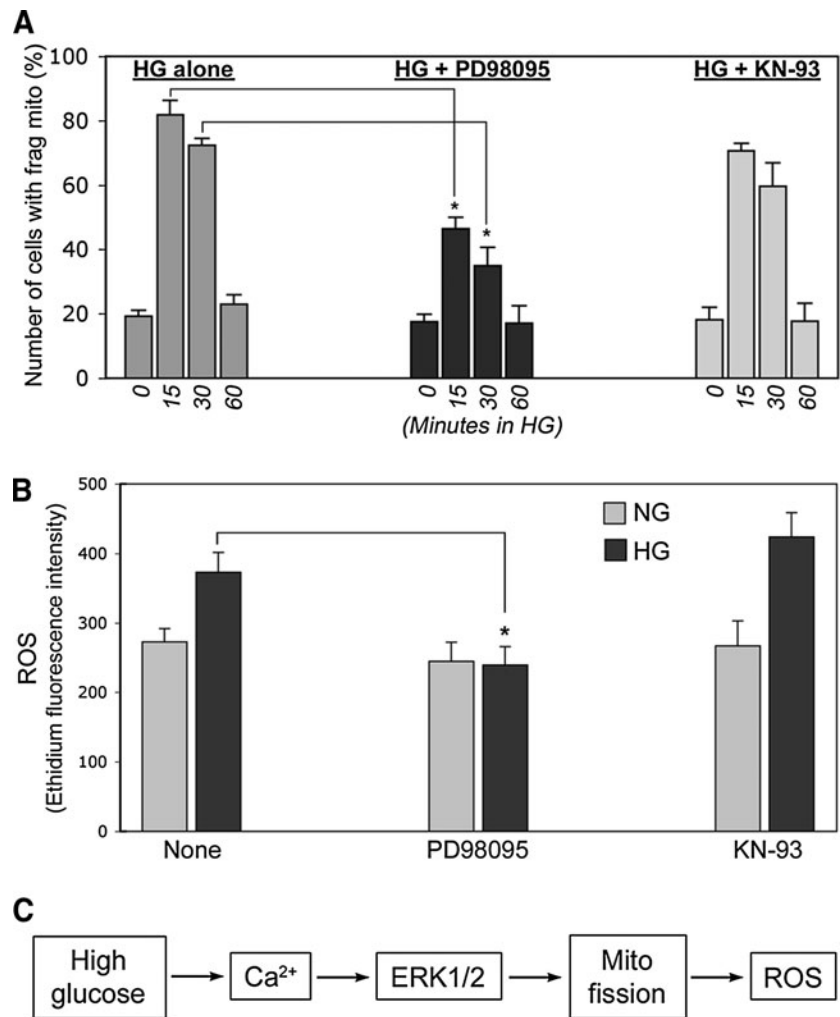 A
Number of cells with frag mito (%)
100
80
60
40
20
0
HG alone
HG + PD98095
HG + KN-93
* *
0 15 30 60 0 15 30 60 0 15 30 60
(Minutes in HG)
B
ROS
(Ethidium fluorescence intensity)
500
400
300
200
100
0
NG
HG
*
None PD98095 KN-93
C
High
glucose
Ca²⁺
ERK1/2
Mito
fission
ROS